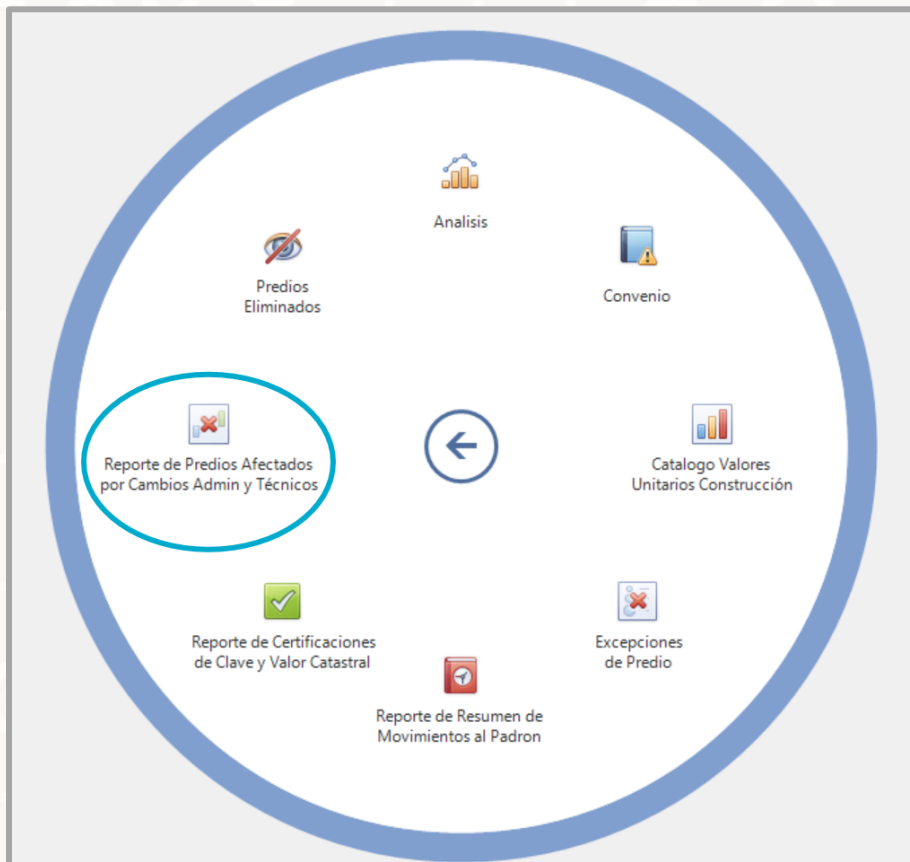 Analisis
Predios
Eliminados
Convenio
Reporte de Predios Afectados
por Cambios Admin y Técnicos
Catalogo Valores
Unitarios Construcción
Reporte de Certificaciones
de Clave y Valor Catastral
Excepciones
de Predio
Reporte de Resumen de
Movimientos al Padron